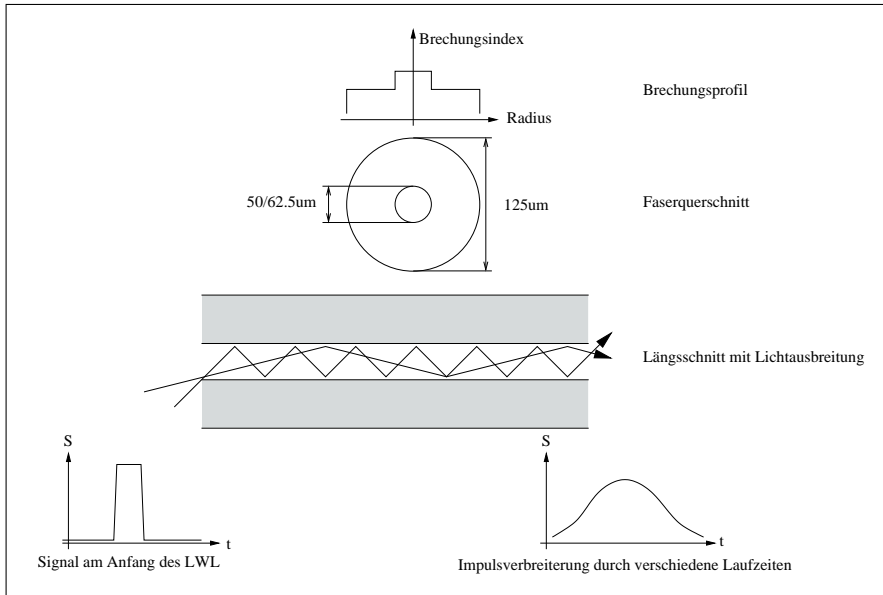 Brechungsindex
Brechungsprofil
Radius
50/62.5um
125um
Faserquerschnitt
Längsschnitt mit Lichtausbreitung
S
t
Signal am Anfang des LWL
S
t
Impulsverbreiterung durch verschiedene Laufzeiten